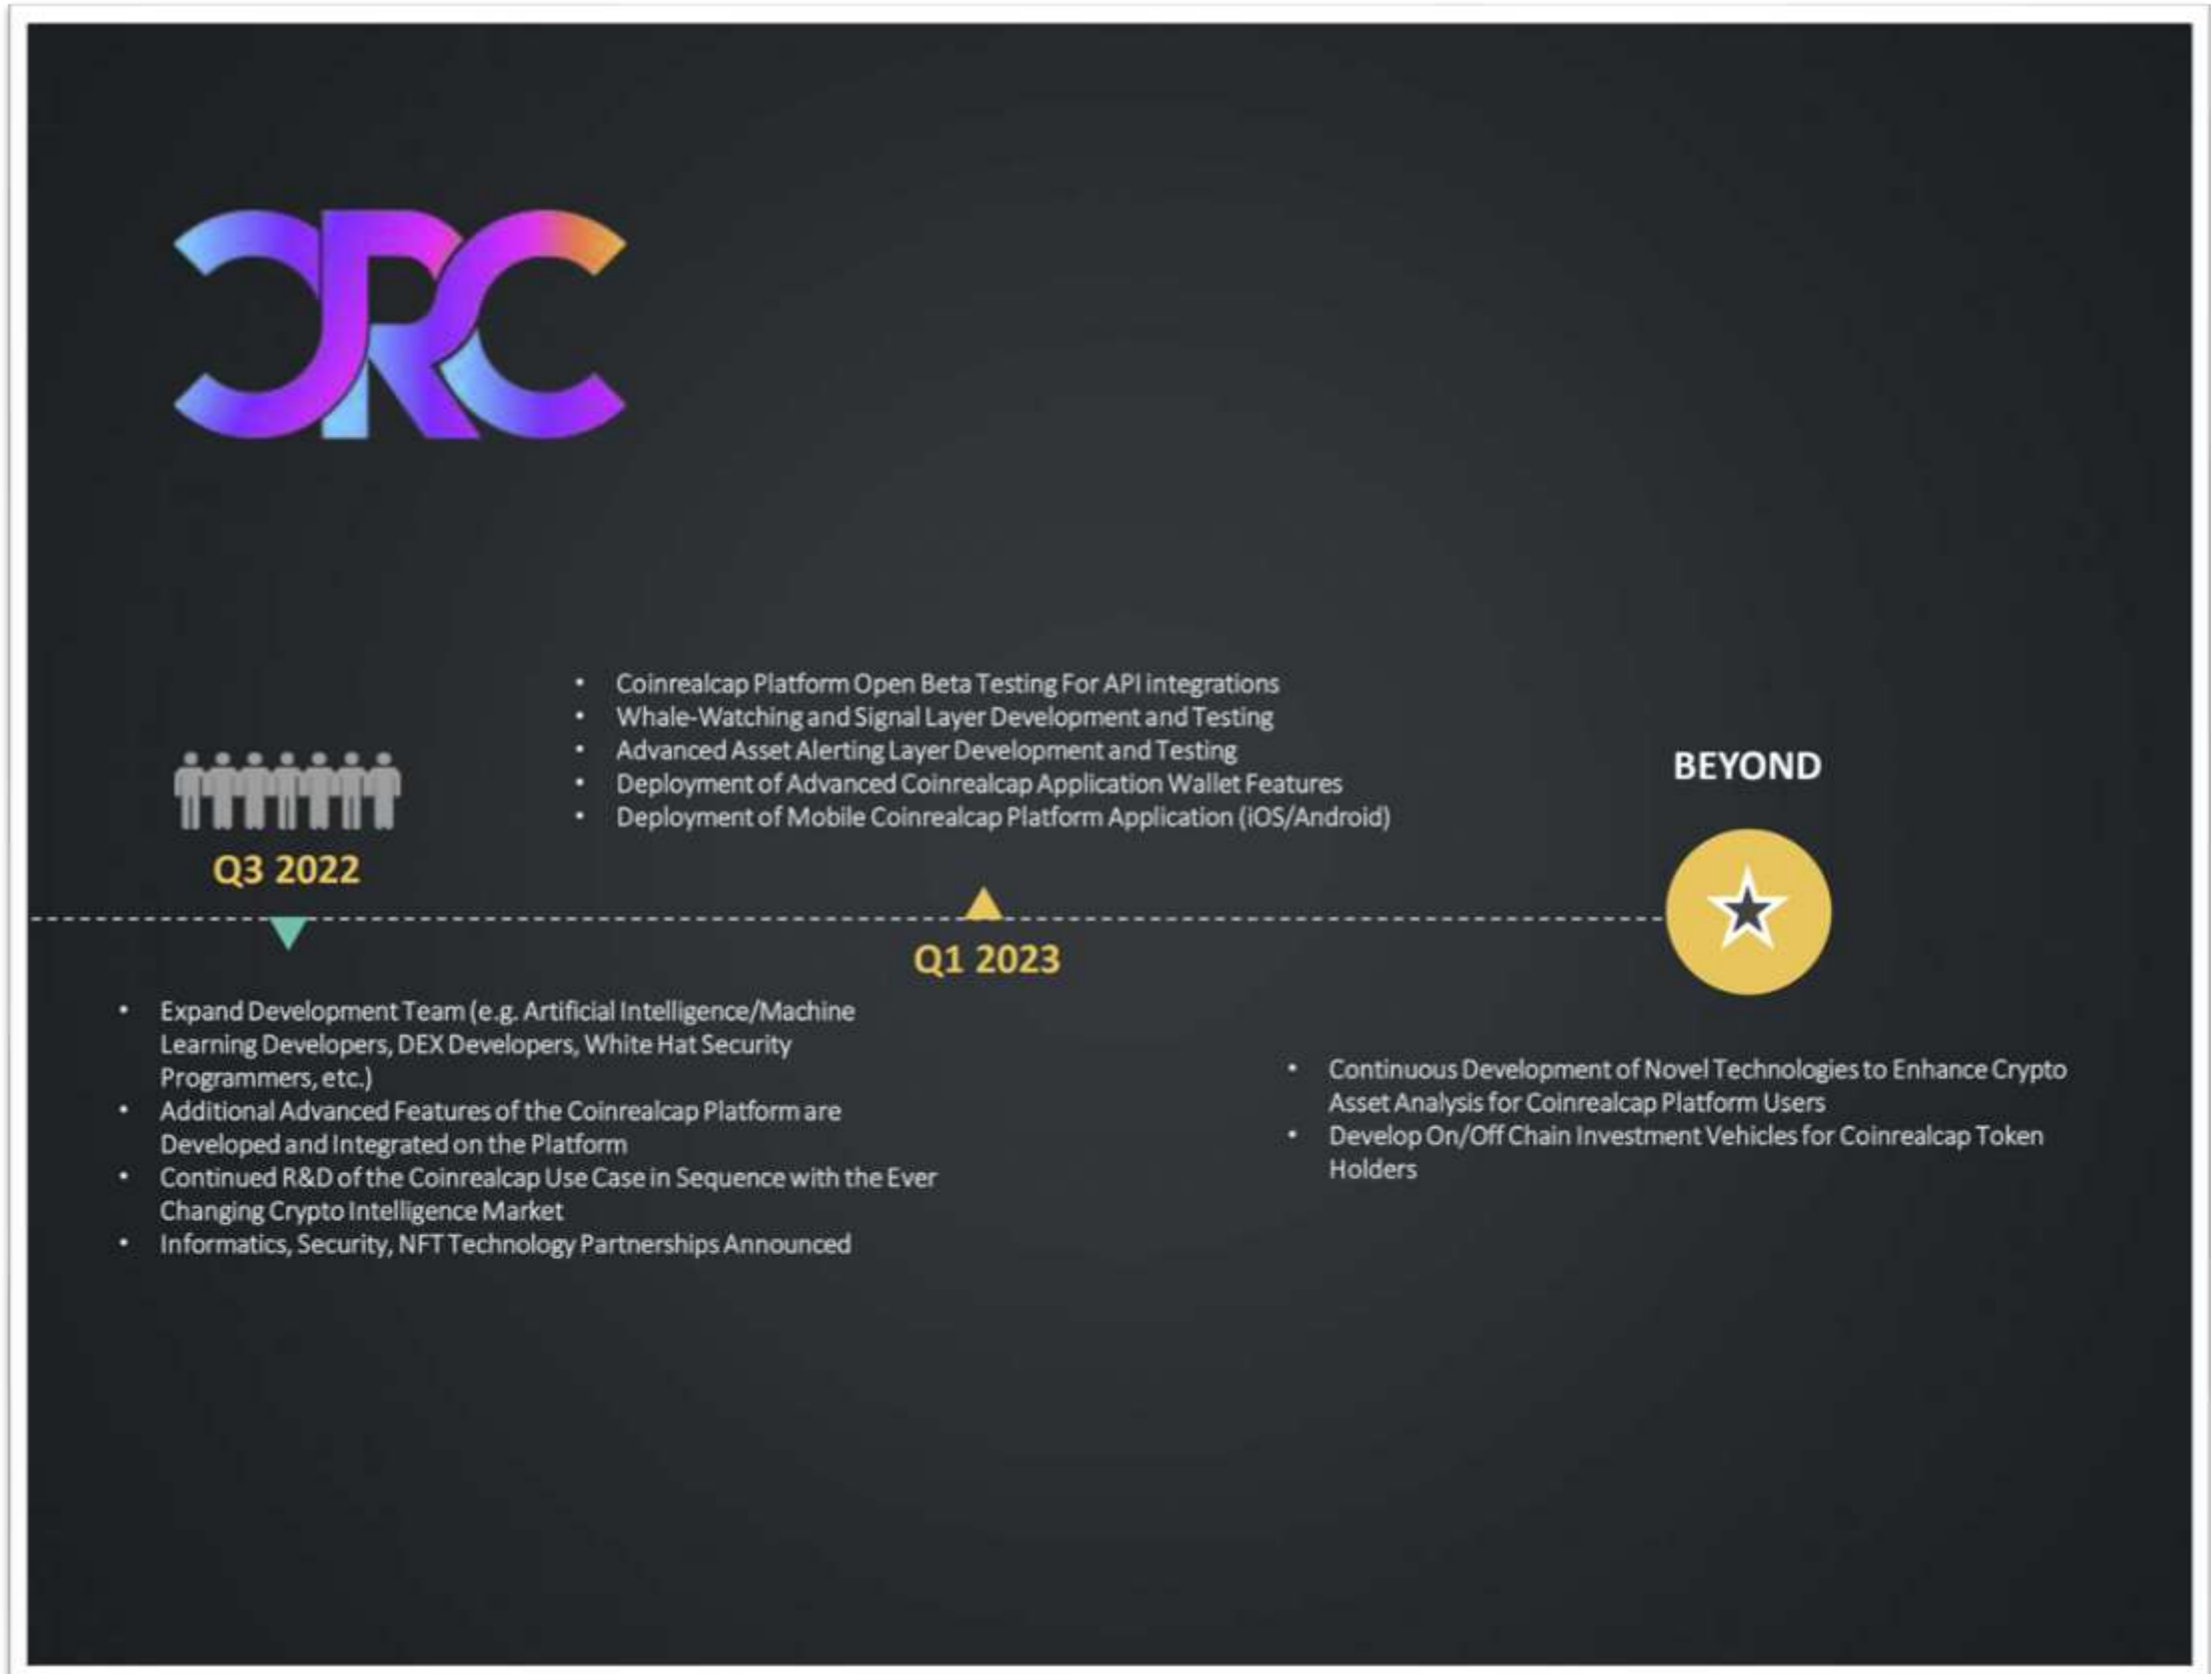 CRC
• Coinrealcap Platform Open Beta Testing For API integrations
• Whale-Watching and Signal Layer Development and Testing
• Advanced Asset Alerting Layer Development and Testing
• Deployment of Advanced Coinrealcap Application Wallet Features
• Deployment of Mobile Coinrealcap Platform Application (iOS/Android)
BEYOND
Q3 2022
Q1 2023
• Expand Development Team (e.g. Artificial Intelligence/Machine
Learning Developers, DEX Developers, White Hat Security
Programmers, etc.)
• Additional Advanced Features of the Coinrealcap Platform are
Developed and Integrated on the Platform
• Continued R&D of the Coinrealcap Use Case in Sequence with the Ever
Changing Crypto Intelligence Market
• Informatics, Security, NFT Technology Partnerships Announced
• Continuous Development of Novel Technologies to Enhance Crypto
Asset Analysis for Coinrealcap Platform Users
• Develop On/Off Chain Investment Vehicles for Coinrealcap Token
Holders